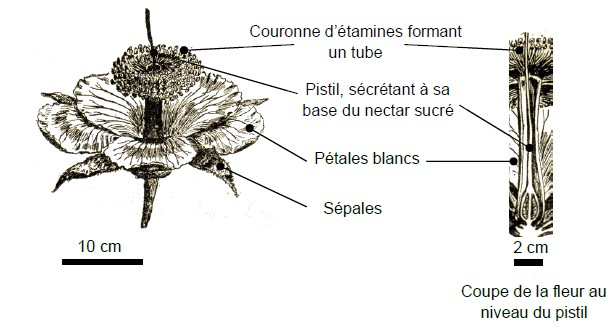 Couronne d’étamines formant
un tube
Pistil, sécrétant à sa
base du nectar sucré
Pétales blancs
Sépales
10 cm
2 cm
Coupe de la fleur au
niveau du pistil